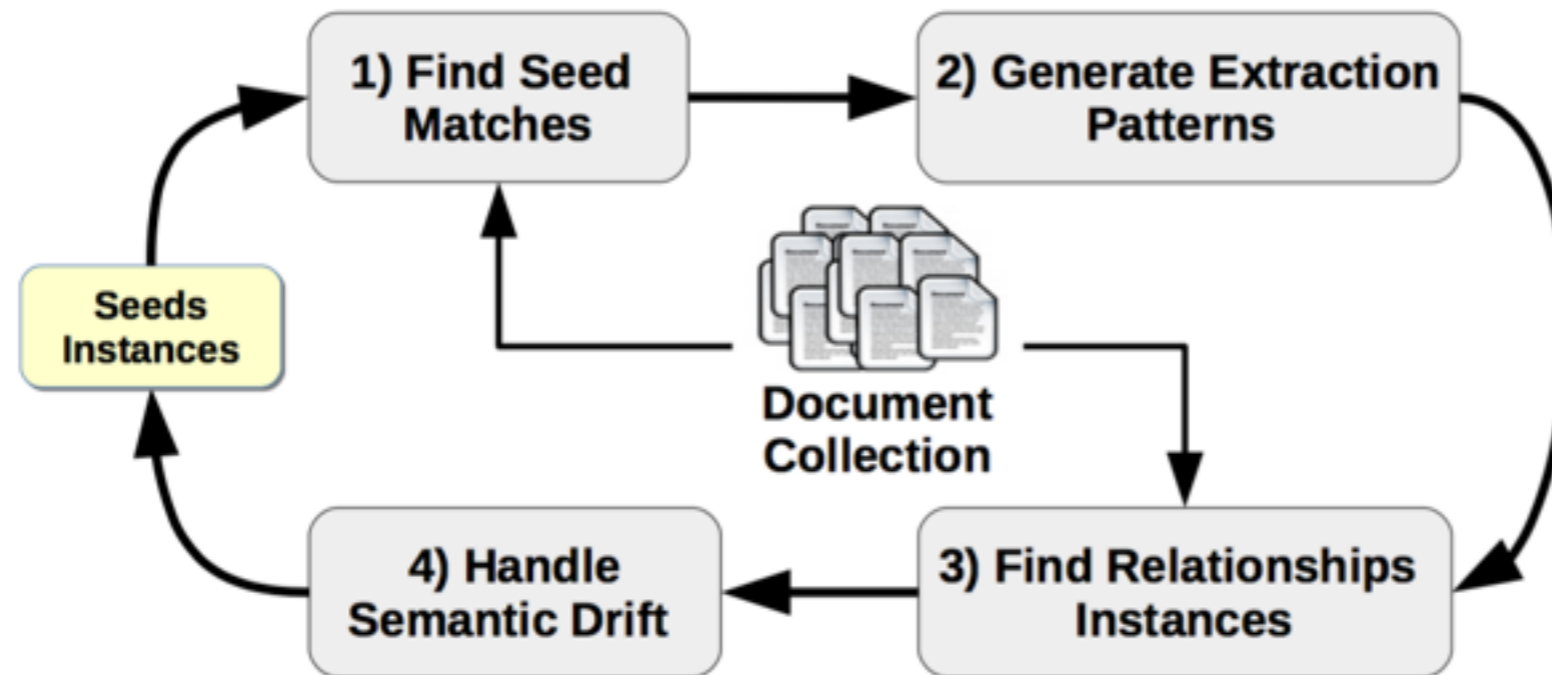 1) Find Seed
Matches
2) Generate Extraction
Patterns
Seeds
Instances
Document
Collection
4) Handle
Semantic Drift
3) Find Relationships
Instances